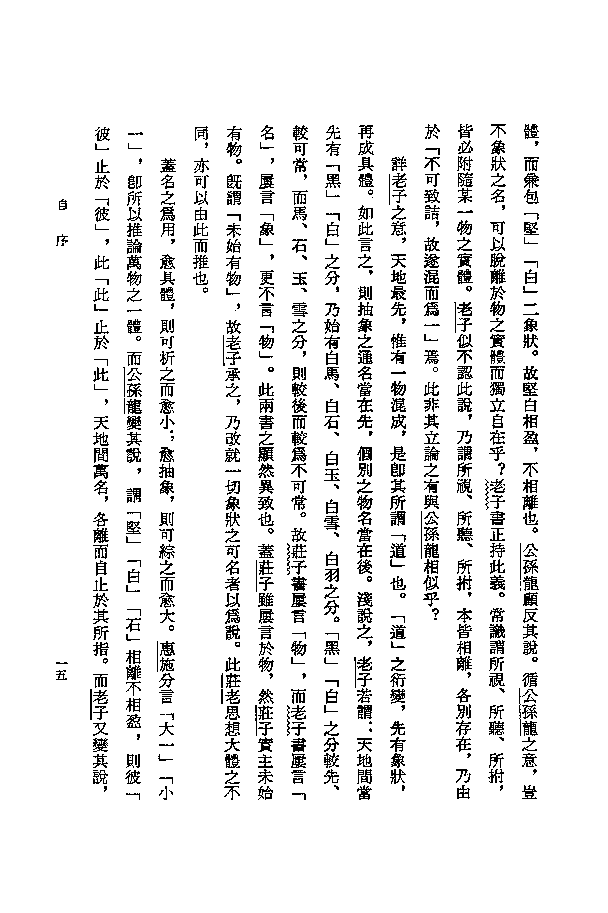 體，而兼包「堅」「白」二象狀。故堅白相盈，不相離也。公孫龍顧反其說。循公孫龍之意，豈
不象狀之名，可以脫離於物之實體而獨立自在乎？老子書正持此義。常識謂所視、所聽、所捬，
皆必附隨某一物之實體。老子似不認此說，乃謂所視、所聽、所捬，本皆相離，各別存在，乃由
於「不可致詰，故遂混而爲一」焉。此非其立論之有與公孫龍相似乎？
詳老子之意，天地最先，惟有一物混成，是卽其所謂「道」也。「道」之衍變，先有象狀，
再成具體。如此言之，則抽象之通名當在先，個別之物名當在後。淺說之，老子若謂：天地間當
先有「黑」「白」之分，乃始有白馬、白石、白玉、白雪、白羽之分。「黑」「白」之分較先、
較可常，而馬、石、玉、雪之分，則較後而較爲不可常。故莊子書屢言「物」，而老子書屢言「
名」，屢言「象」，更不言「物」。此兩書之顯然異致也。蓋莊子雖屢言於物，然莊子實主未始
有物。旣謂「未始有物」，故老子承之，乃改就一切象狀之可名者以爲說。此莊老思想大體之不
同，亦可以由此而推也。
蓋名之爲用，愈具體，則可析之而愈小；愈抽象，則可綜之而愈大。惠施分言「大一」「小
一」，卽所以推論萬物之一體。而公孫龍變其說，謂「堅」「白」「石」相離不相盈，則彼「
彼」止於「彼」，此「此」止於「此」，天地間萬名，各離而自止於其所指。而老子又變其說，
自序
一五